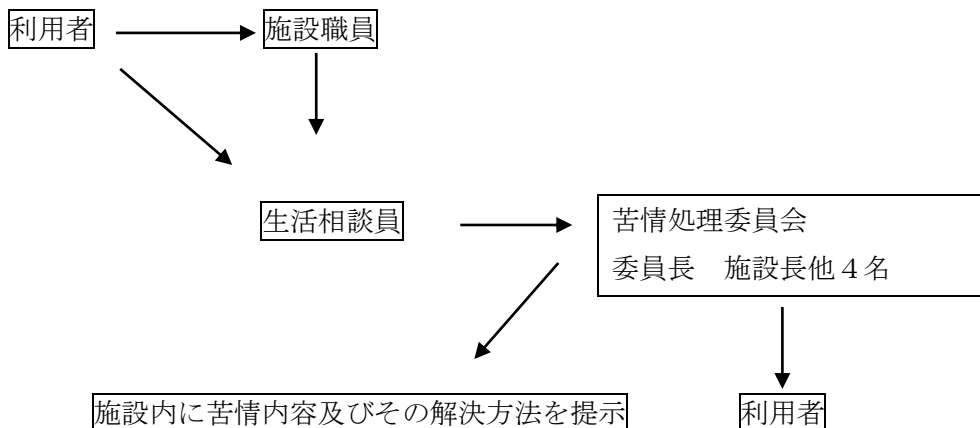 利用者
施設職員
生活相談員
苦情処理委員会
委員長　施設長他４名
施設内に苦情内容及びその解決方法を提示
利用者